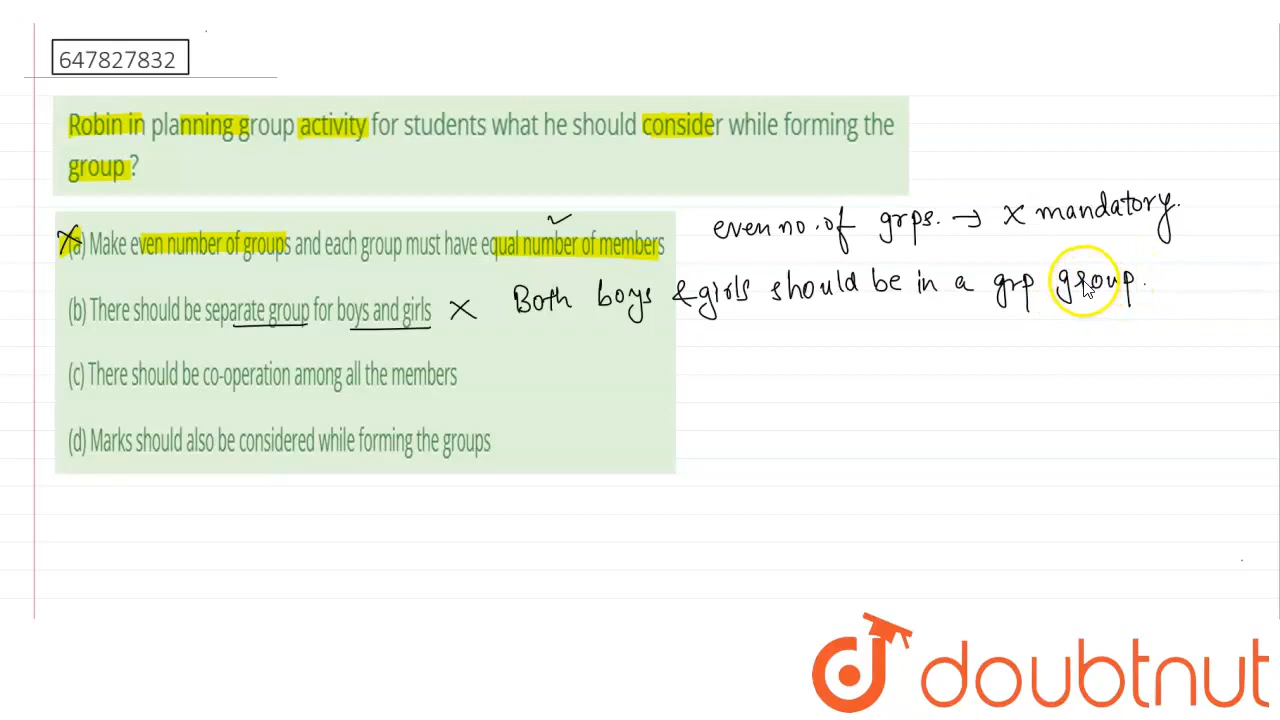 647827832
Robin in planning group activity for students what he should consider while forming the
group ?
(a) Make even number of groups and each group must have equal number of members
even no. of grps. → x mandatory.
(b) There should be separate group for boys and girls x Both boys & girls should be in a grp group.
(c) There should be co-operation among all the members
(d) Marks should also be considered while forming the groups
doubtnut